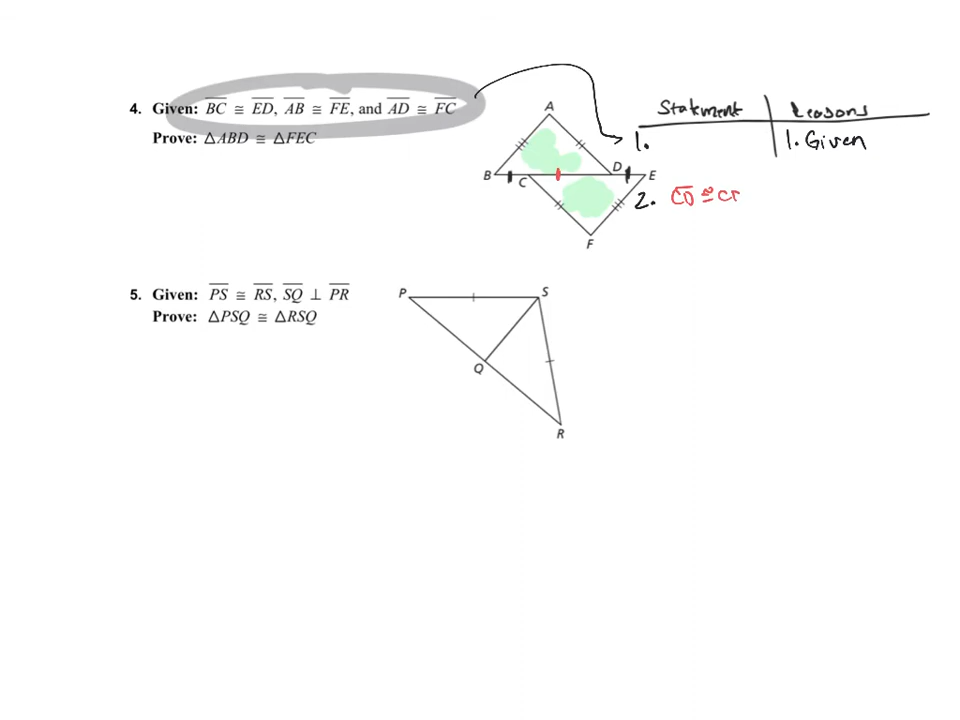 4. Given: BC ≅ ED, AB ≅ FE, and AD ≅ FC
Prove: △ABD ≅ △FEC
A
B
C
D
E
F
Statement Reasons
1. 1. Given
2. CD ≅ C
5. Given: PS ≅ RS, SQ ⊥ PR
Prove: △PSQ ≅ △RSQ
P
S
Q
R